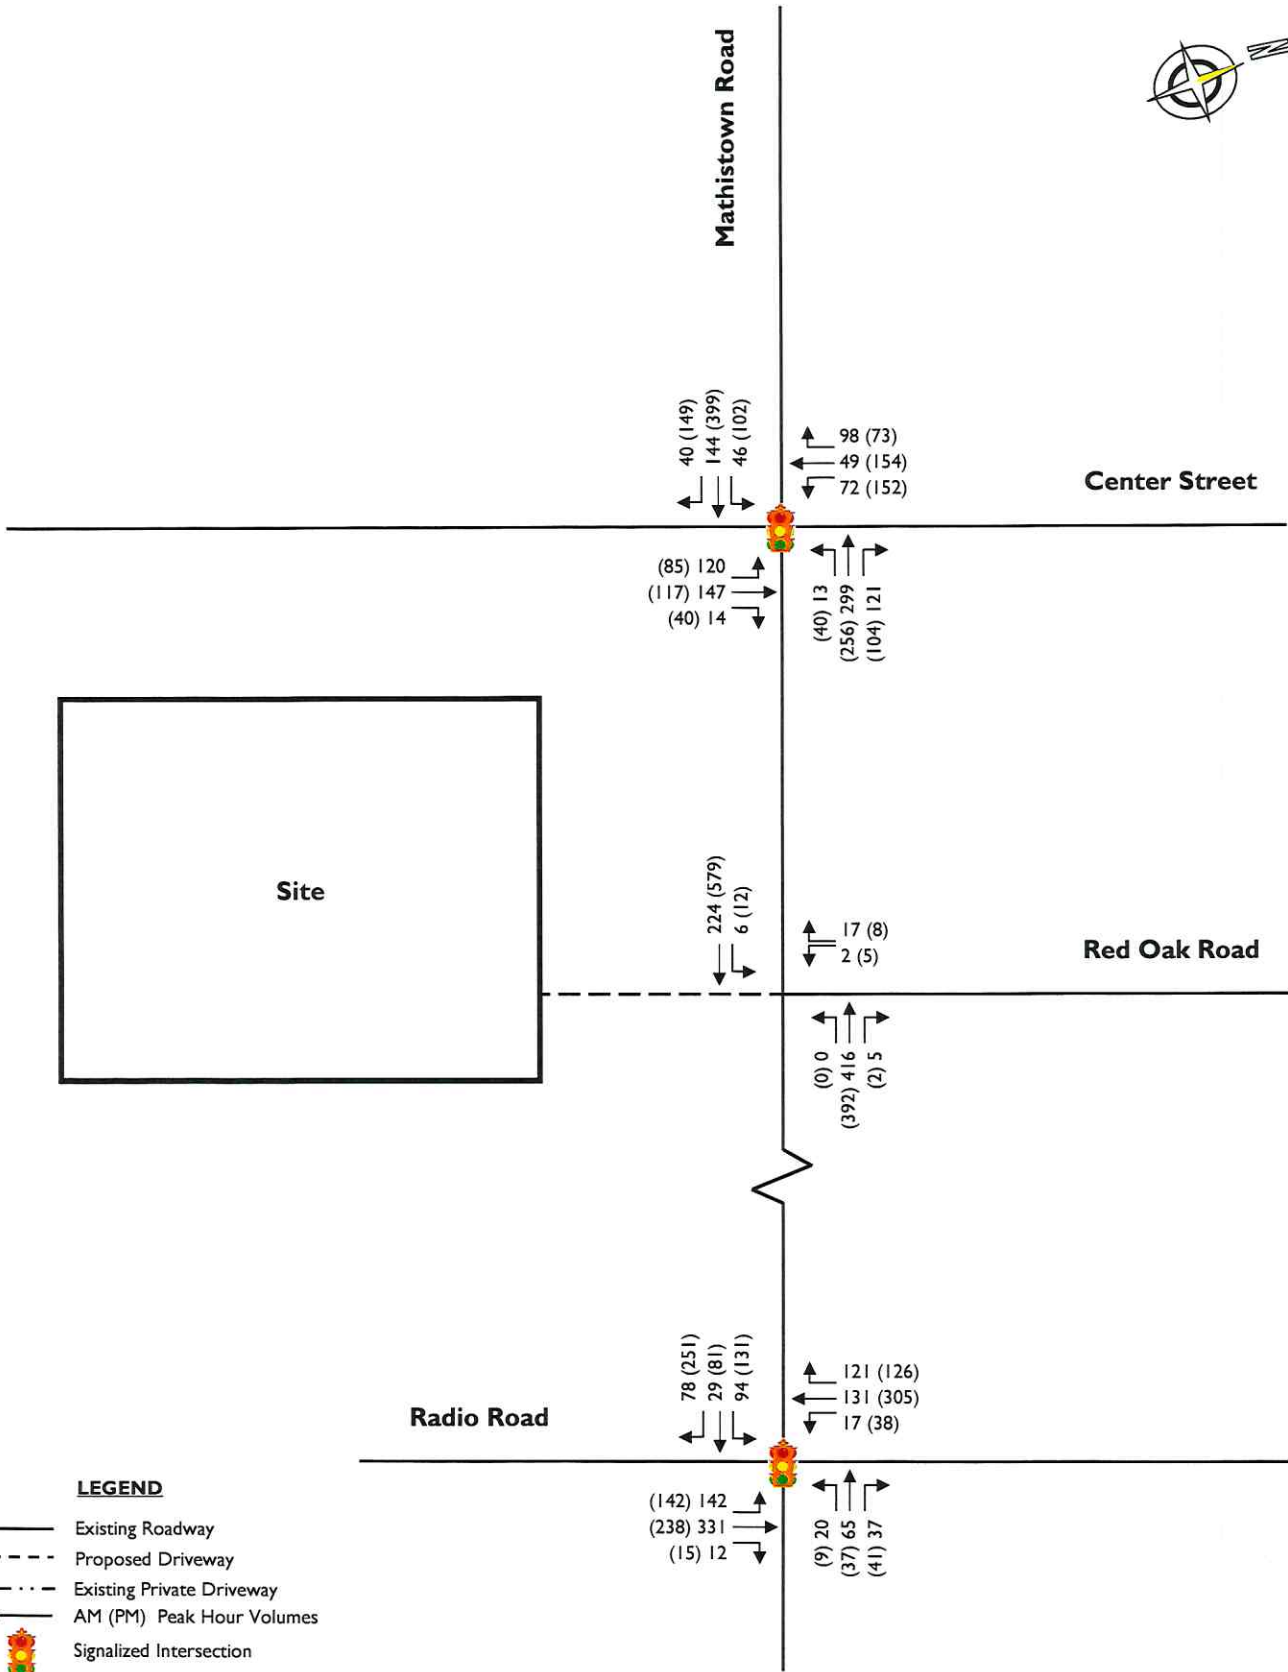 Mathistown Road
N
40 (149)
144 (399)
46 (102)
98 (73)
49 (154)
72 (152)
Center Street
(85) 120
(117) 147
(40) 14
(40) 13
(256) 299
(104) 121
Site
224 (579)
6 (12)
17 (8)
2 (5)
Red Oak Road
(0) 0
(392) 416
(2) 5
78 (251)
29 (81)
94 (131)
121 (126)
131 (305)
17 (38)
Radio Road
(142) 142
(238) 331
(15) 12
(9) 20
(37) 65
(41) 37
LEGEND
Existing Roadway
Proposed Driveway
Existing Private Driveway
AM (PM) Peak Hour Volumes
Signalized Intersection